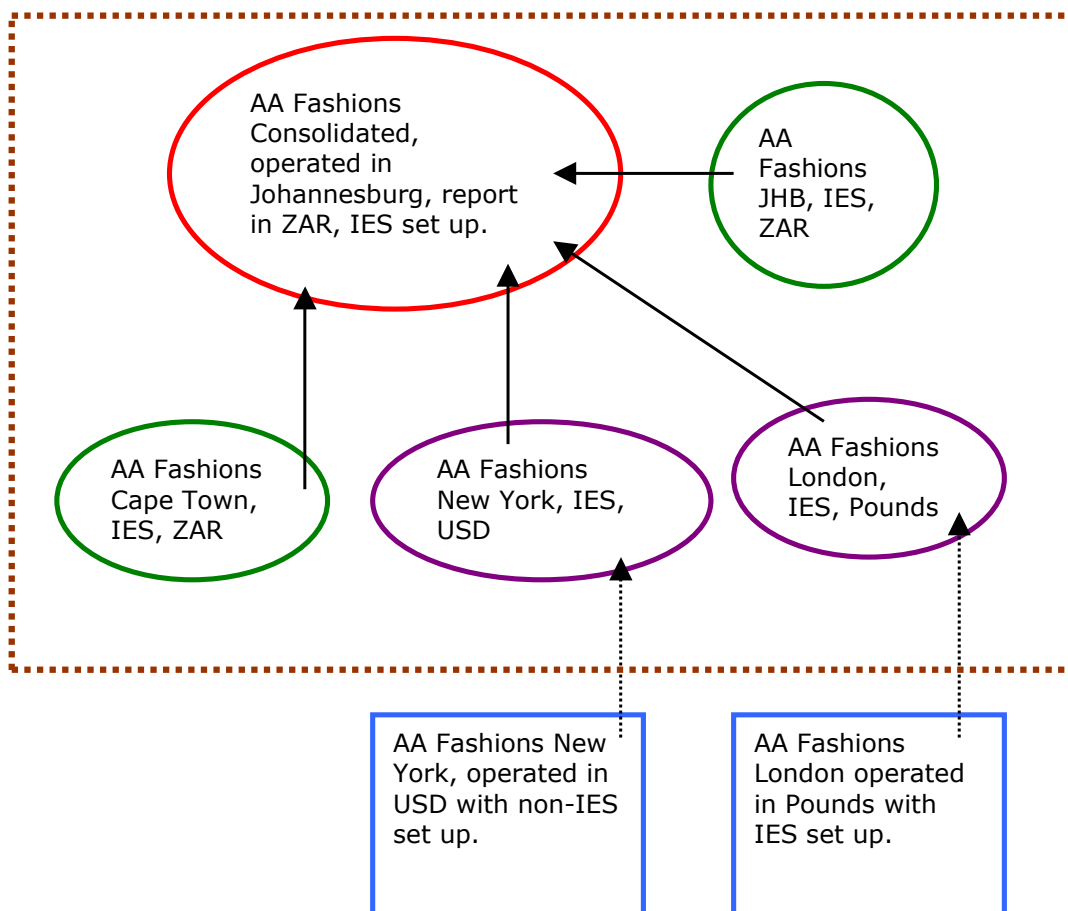 AA Fashions
Consolidated,
operated in
Johannesburg, report
in ZAR, IES set up.
AA
Fashions
JHB, IES,
ZAR
AA Fashions
Cape Town,
IES, ZAR
AA Fashions
New York, IES,
USD
AA Fashions
London,
IES, Pounds
AA Fashions New
York, operated in
USD with non-IES
set up.
AA Fashions
London operated
in Pounds with
IES set up.